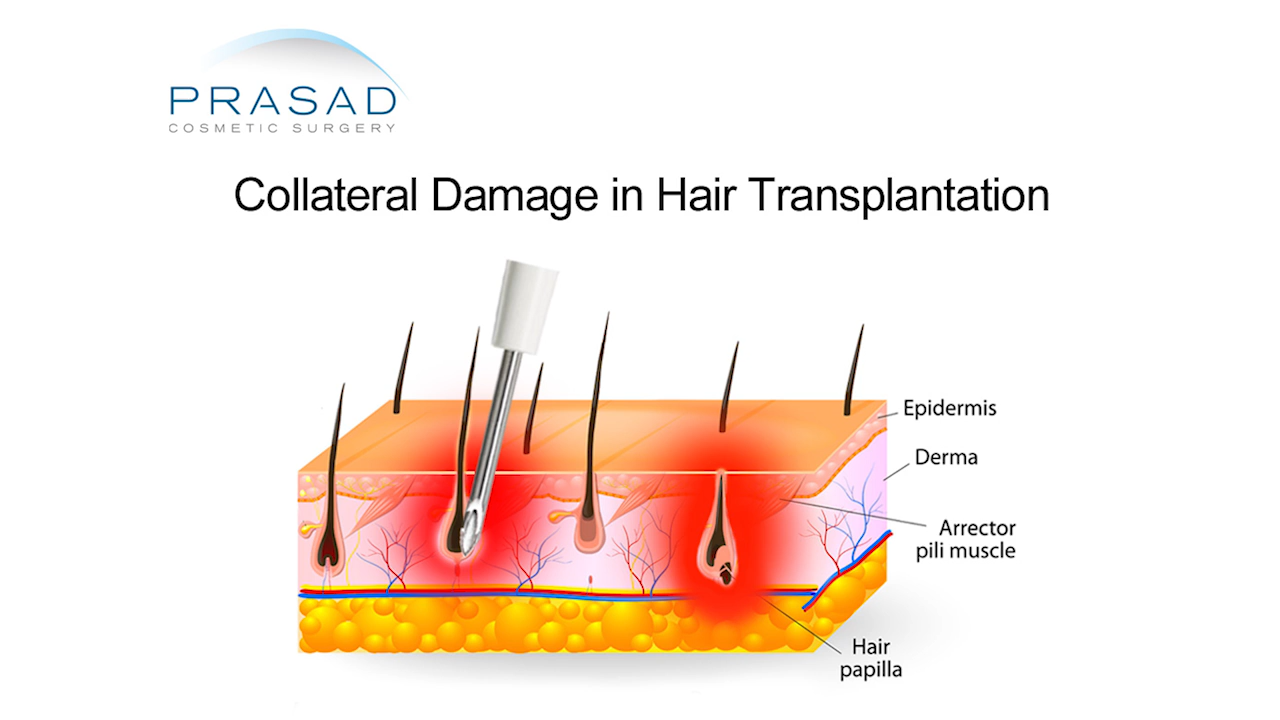 PRASAD
COSMETIC SURGERY
Collateral Damage in Hair Transplantation
Epidermis
Derma
Arrector
pili muscle
Hair
papilla